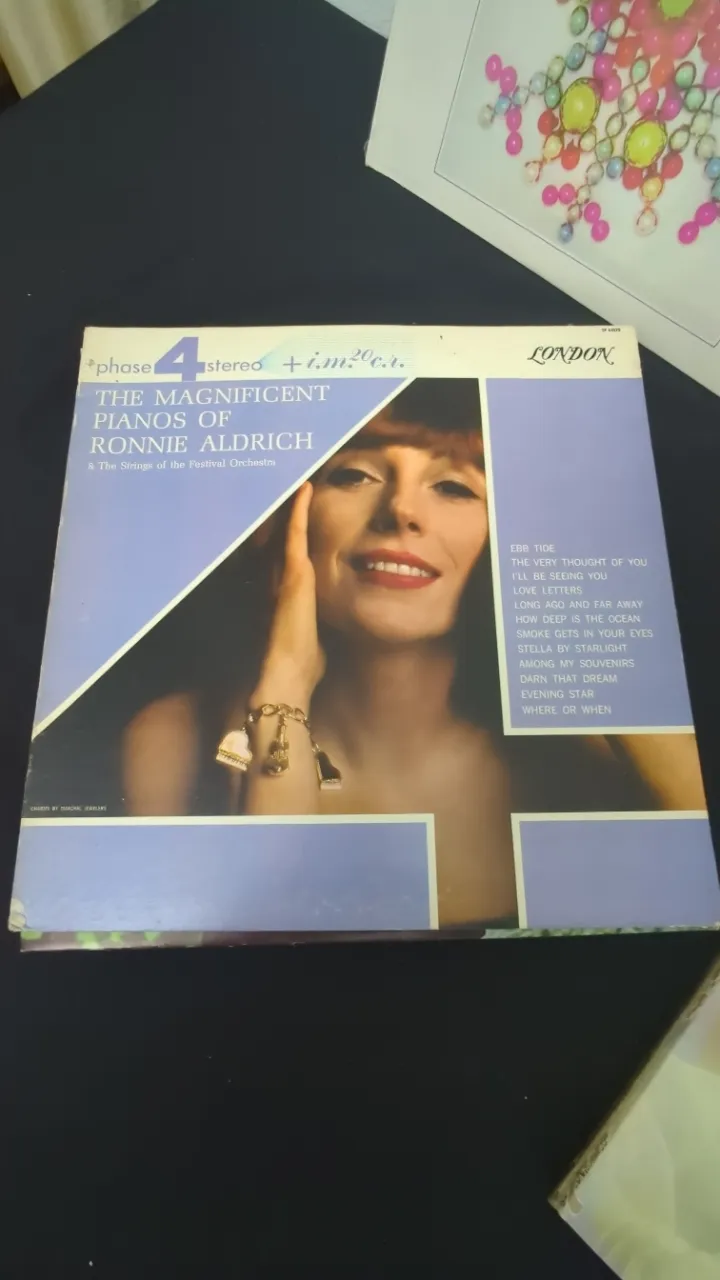 phase 4 stereo + i.m. 20 c.r. LONDON
THE MAGNIFICENT
PIANOS OF
RONNIE ALDRICH
& The Strings of the Festival Orchestra
EBB TIDE
THE VERY THOUGHT OF YOU
I'LL BE SEEING YOU
LOVE LETTERS
LONG AGO AND FAR AWAY
HOW DEEP IS THE OCEAN
SMOKE GETS IN YOUR EYES
STELLA BY STARLIGHT
AMONG MY SOUVENIRS
DARN THAT DREAM
EVENING STAR
WHERE OR WHEN